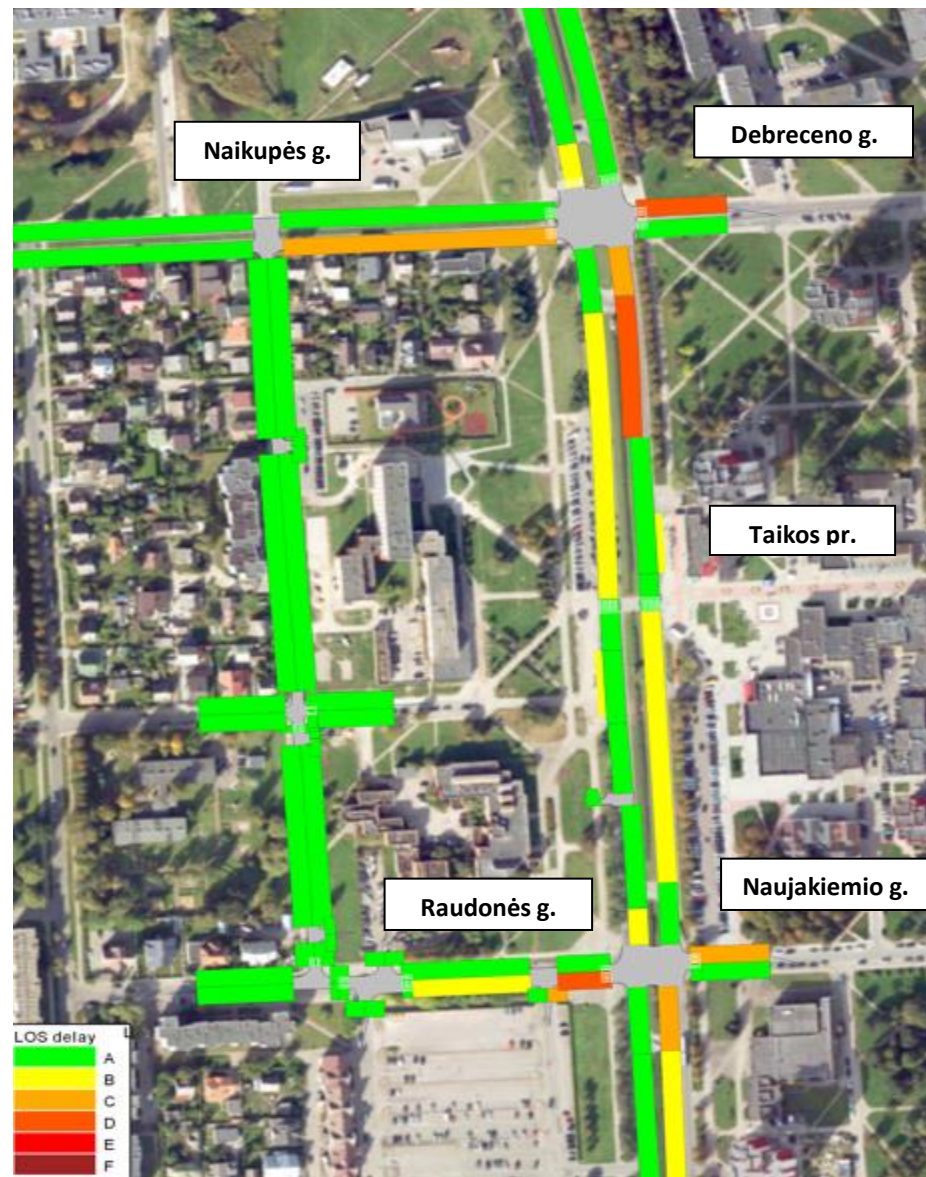 Debreceno g.
Naikupės g.
Taikos pr.
Naujakiemio g.
Raudonės g.
LOS delay
A
B
C
D
E
F